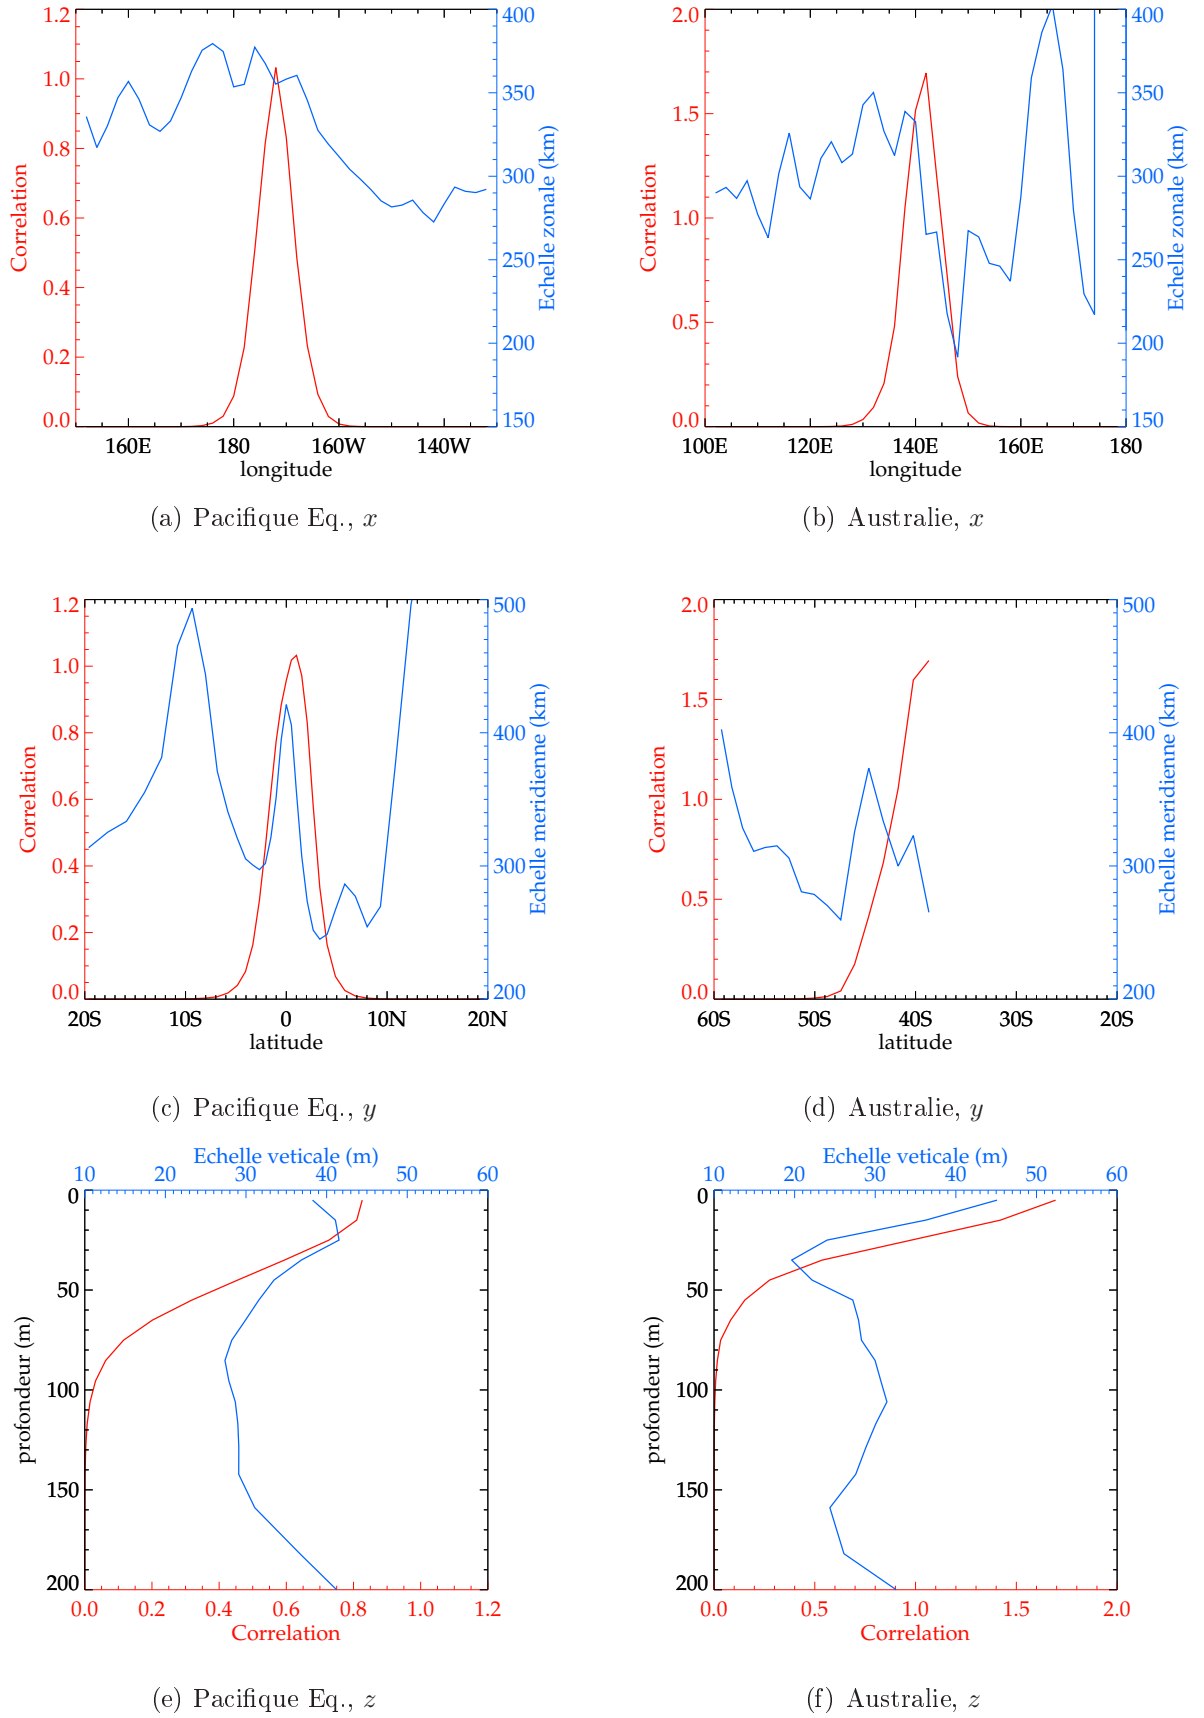 1.2
1.0
0.8
0.6
0.4
0.2
0.0
Correlation
400
350
300
250
200
150
Echelle zonale (km)
160E 180 160W 140W
longitude
(a) Pacifique Eq., x
2.0
1.5
1.0
0.5
0.0
Correlation
400
350
300
250
200
150
Echelle zonale (km)
100E 120E 140E 160E 180
longitude
(b) Australie, x
1.2
1.0
0.8
0.6
0.4
0.2
0.0
Correlation
500
400
300
200
Echelle meridienne (km)
20S 10S 0 10N 20N
latitude
(c) Pacifique Eq., y
2.0
1.5
1.0
0.5
0.0
Correlation
500
400
300
200
Echelle meridienne (km)
60S 50S 40S 30S 20S
latitude
(d) Australie, y
Echelle veticale (m)
10 20 30 40 50 60
0
50
100
150
200
profondeur (m)
0.0 0.2 0.4 0.6 0.8 1.0 1.2
Correlation
(e) Pacifique Eq., z
Echelle veticale (m)
10 20 30 40 50 60
0
50
100
150
200
profondeur (m)
0.0 0.5 1.0 1.5 2.0
Correlation
(f) Australie, z